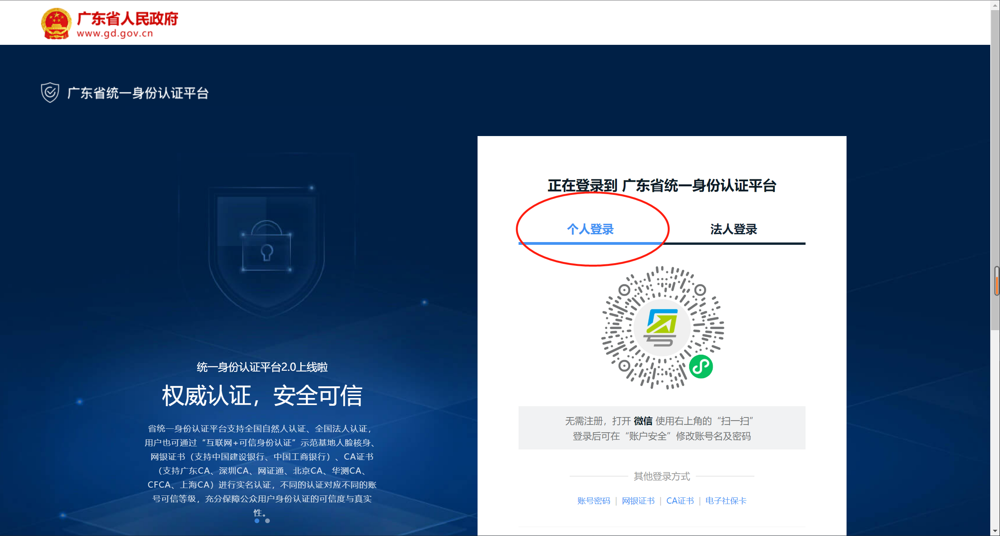 广东省人民政府
www.gd.gov.cn
广东省统一身份认证平台
统一身份认证平台2.0上线啦
权威认证，安全可信
省统一身份认证平台支持全国自然人认证、全国法人认证，
用户也可通过“互联网+可信身份认证”示范基地人脸核身、
网银证书（支持中国建设银行、中国工商银行）、CA证书
（支持广东CA、深圳CA、网证通、北京CA、华测CA、
CFCA、上海CA）进行实名认证，不同的认证对应不同的账
号可信等级，充分保障公众用户身份认证的可信度与真实
性。
正在登录到 广东省统一身份认证平台
个人登录 法人登录
无需注册，打开 微信 使用右上角的“扫一扫”
登录后可在“账户安全”修改账号名及密码
其他登录方式
账号密码 | 网银证书 | CA证书 | 电子社保卡